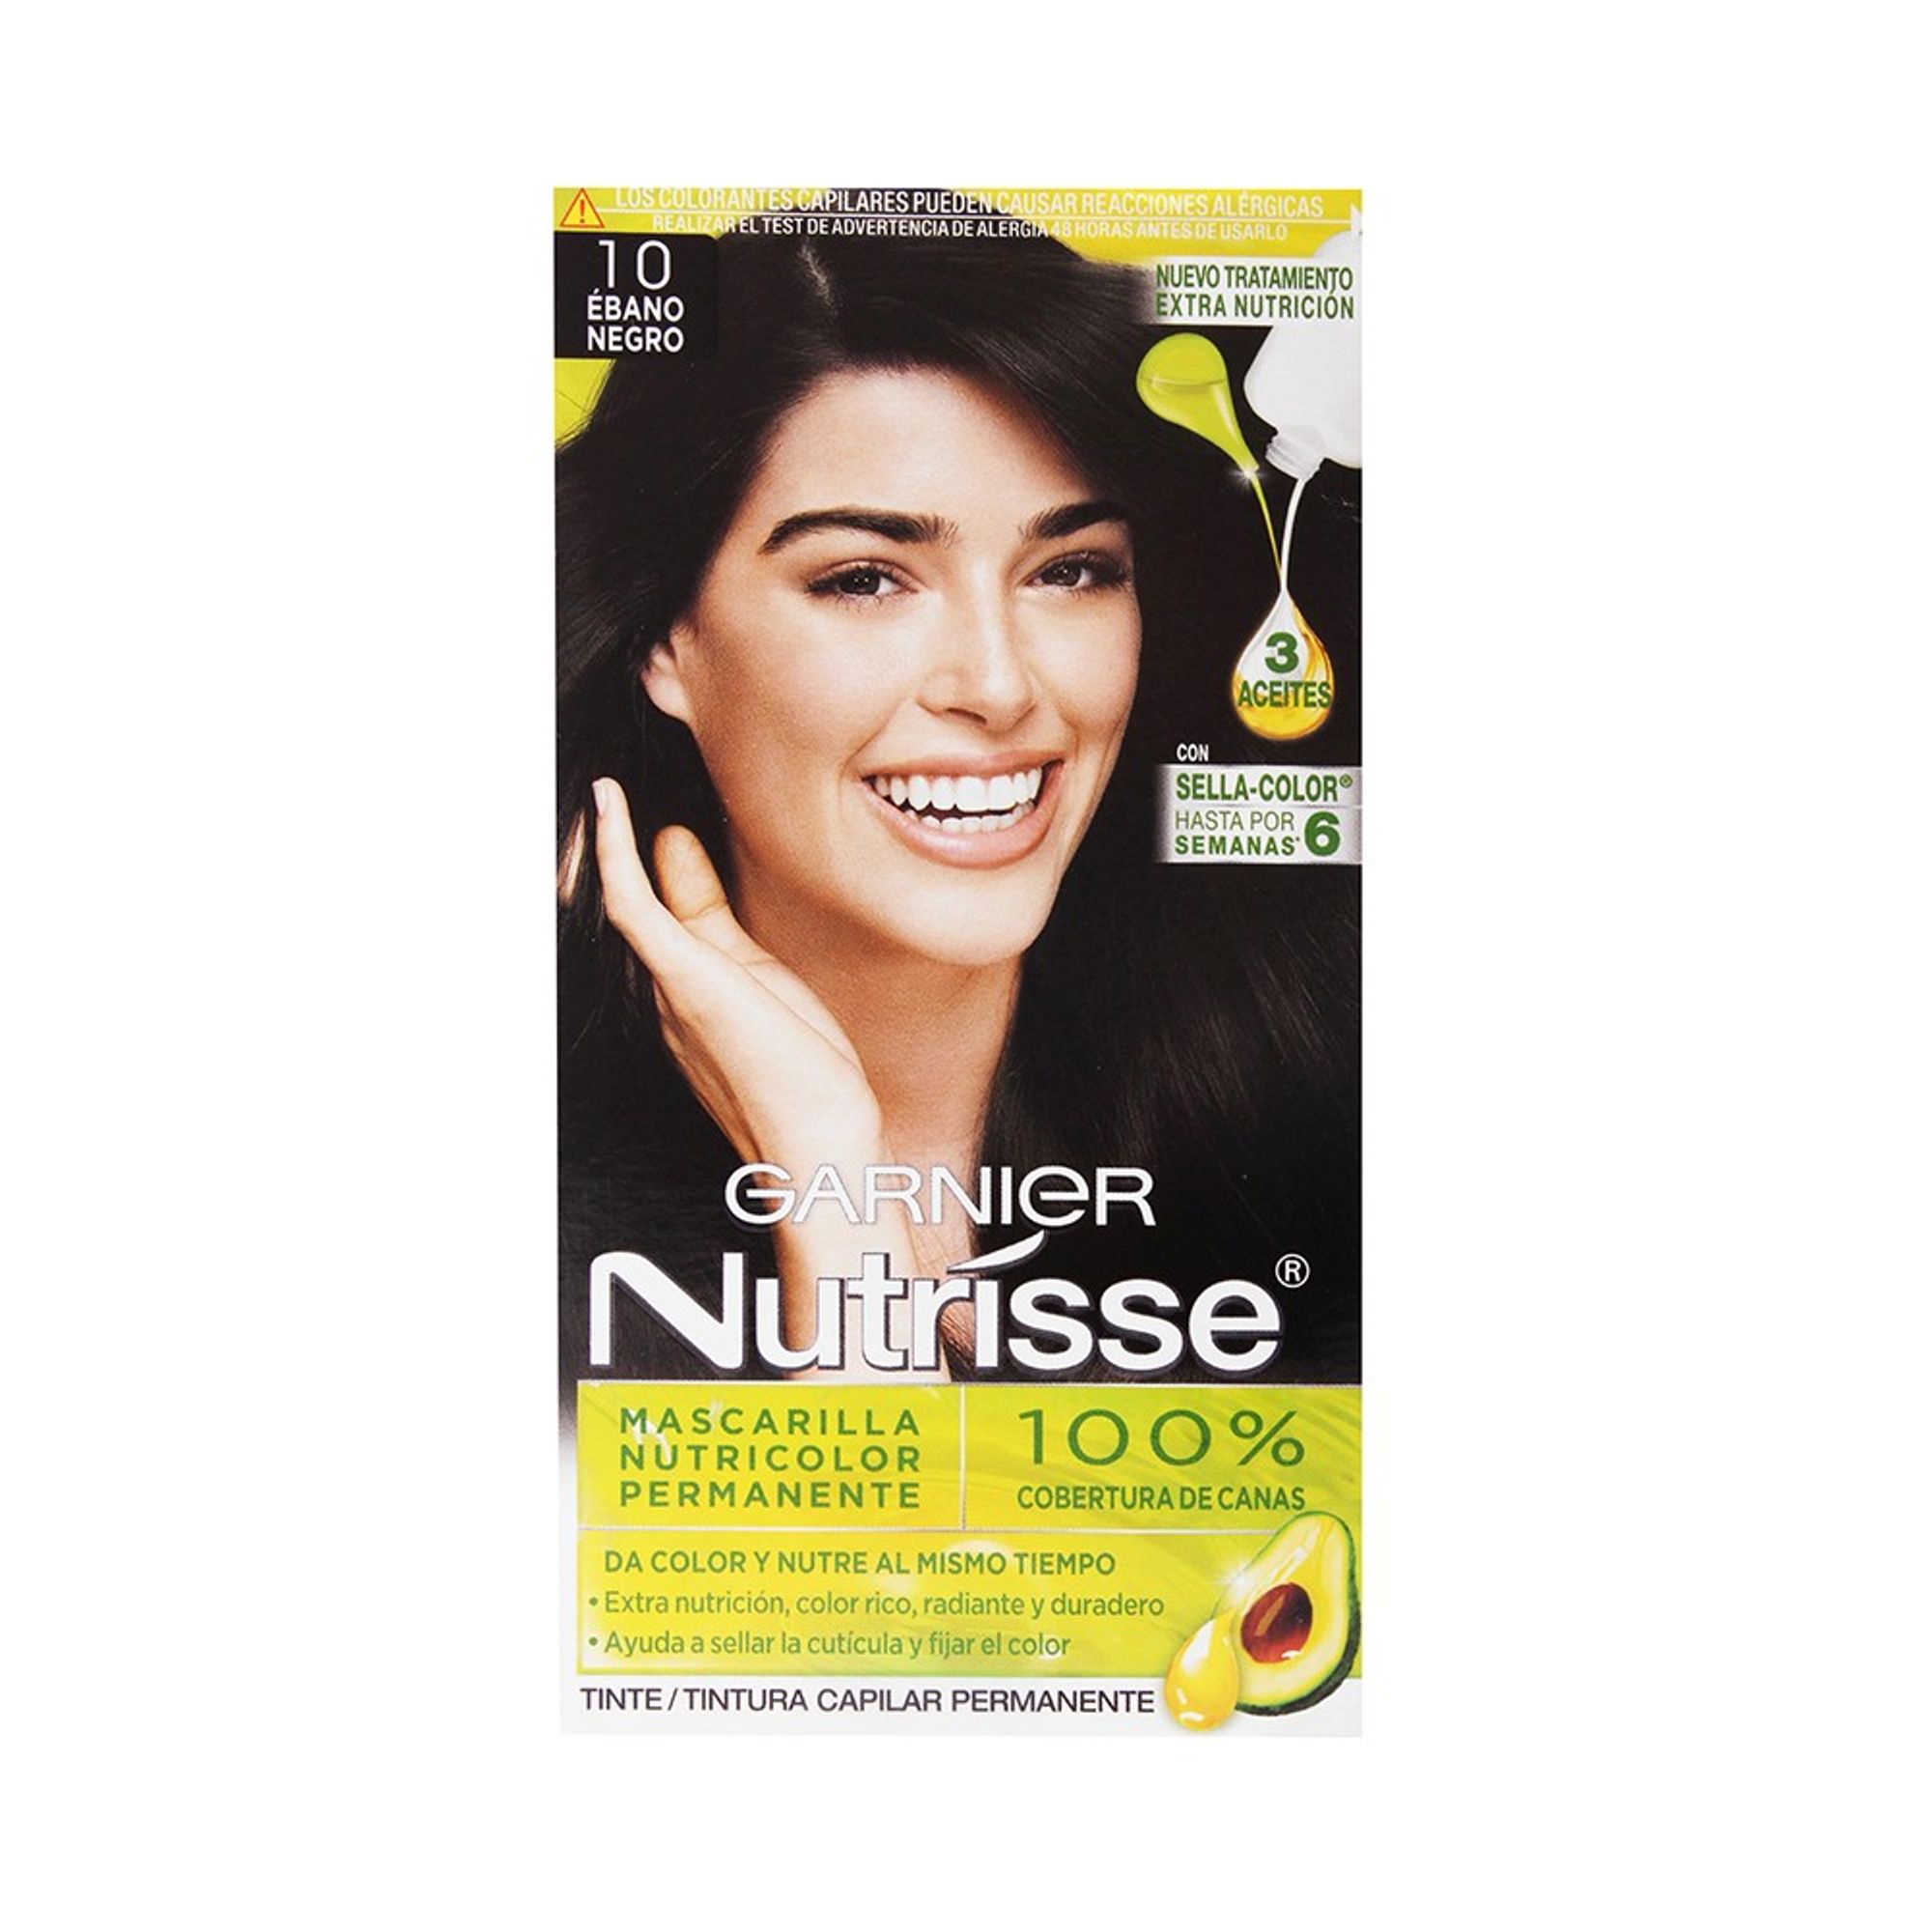 LOS COLORANTES CAPILARES PUEDEN CAUSAR REACCIONES ALÉRGICAS
REALIZAR EL TEST DE ADVERTENCIA DE ALERGIA 48 HORAS ANTES DE USARLO
10
ÉBANO
NEGRO
NUEVO TRATAMIENTO
EXTRA NUTRICIÓN
3
ACEITES
CON
SELLA-COLOR®
HASTA POR 6
SEMANAS*
GARNIER
Nutrisse®
MASCARILLA
NUTRICOLOR
PERMANENTE
100%
COBERTURA DE CANAS
DA COLOR Y NUTRE AL MISMO TIEMPO
• Extra nutrición, color rico, radiante y duradero
• Ayuda a sellar la cutícula y fijar el color
TINTE / TINTURA CAPILAR PERMANENTE